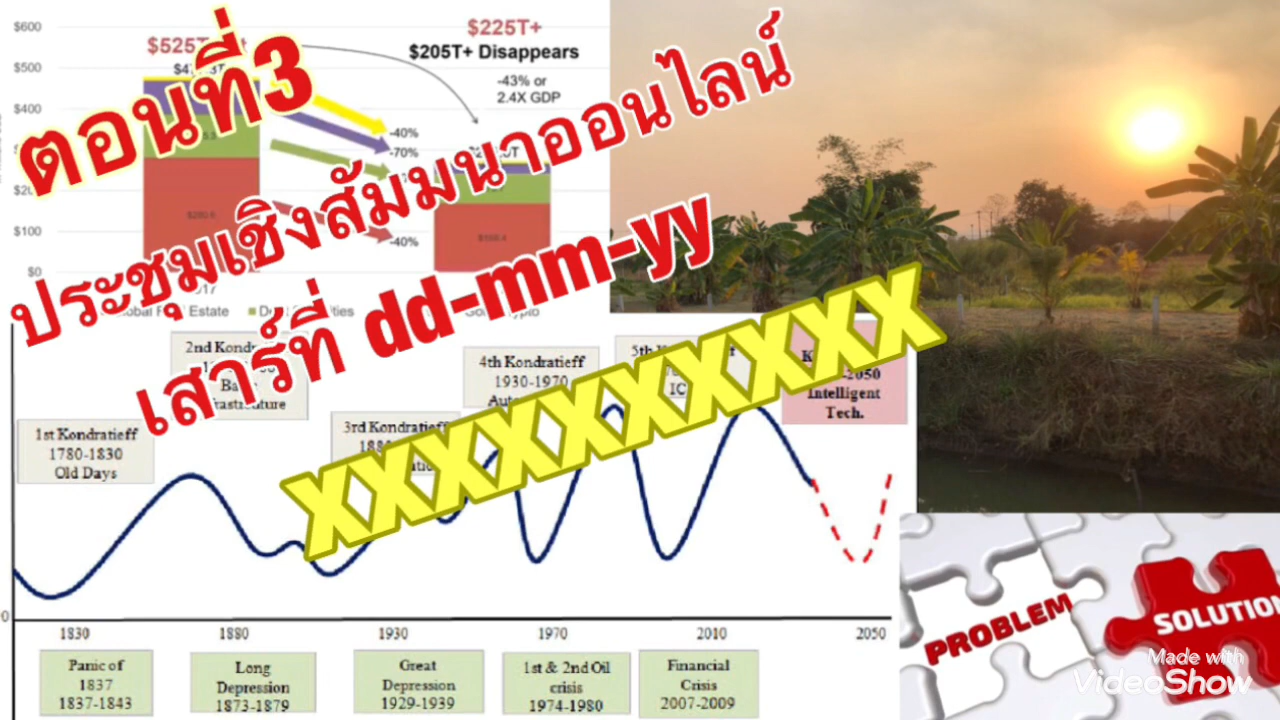 $600
$500
$400
$100
$0
$225T+
$205T+ Disappears
-43% or
2.4X GDP
-40%
-70%
-40%
ตอนที่3
ประชุมเชิงสัมมนาออนไลน์
เสาร์ที่ dd-mm-yy
xxxxxxxxxx
Estate
1st Kondratieff
1780-1830
Old Days
2nd
3rd Kondratieff
4th Kondratieff
1930-1970
5th
-2050
Intelligent
Tech.
1830
1880
1930
1970
2010
2050
Panic of
1837
1837-1843
Long
Depression
1873-1879
Great
Depression
1929-1939
1st & 2nd Oil
crisis
1974-1980
Financial
Crisis
2007-2009
PROBLEM
SOLUTION
Made with
VideoShow